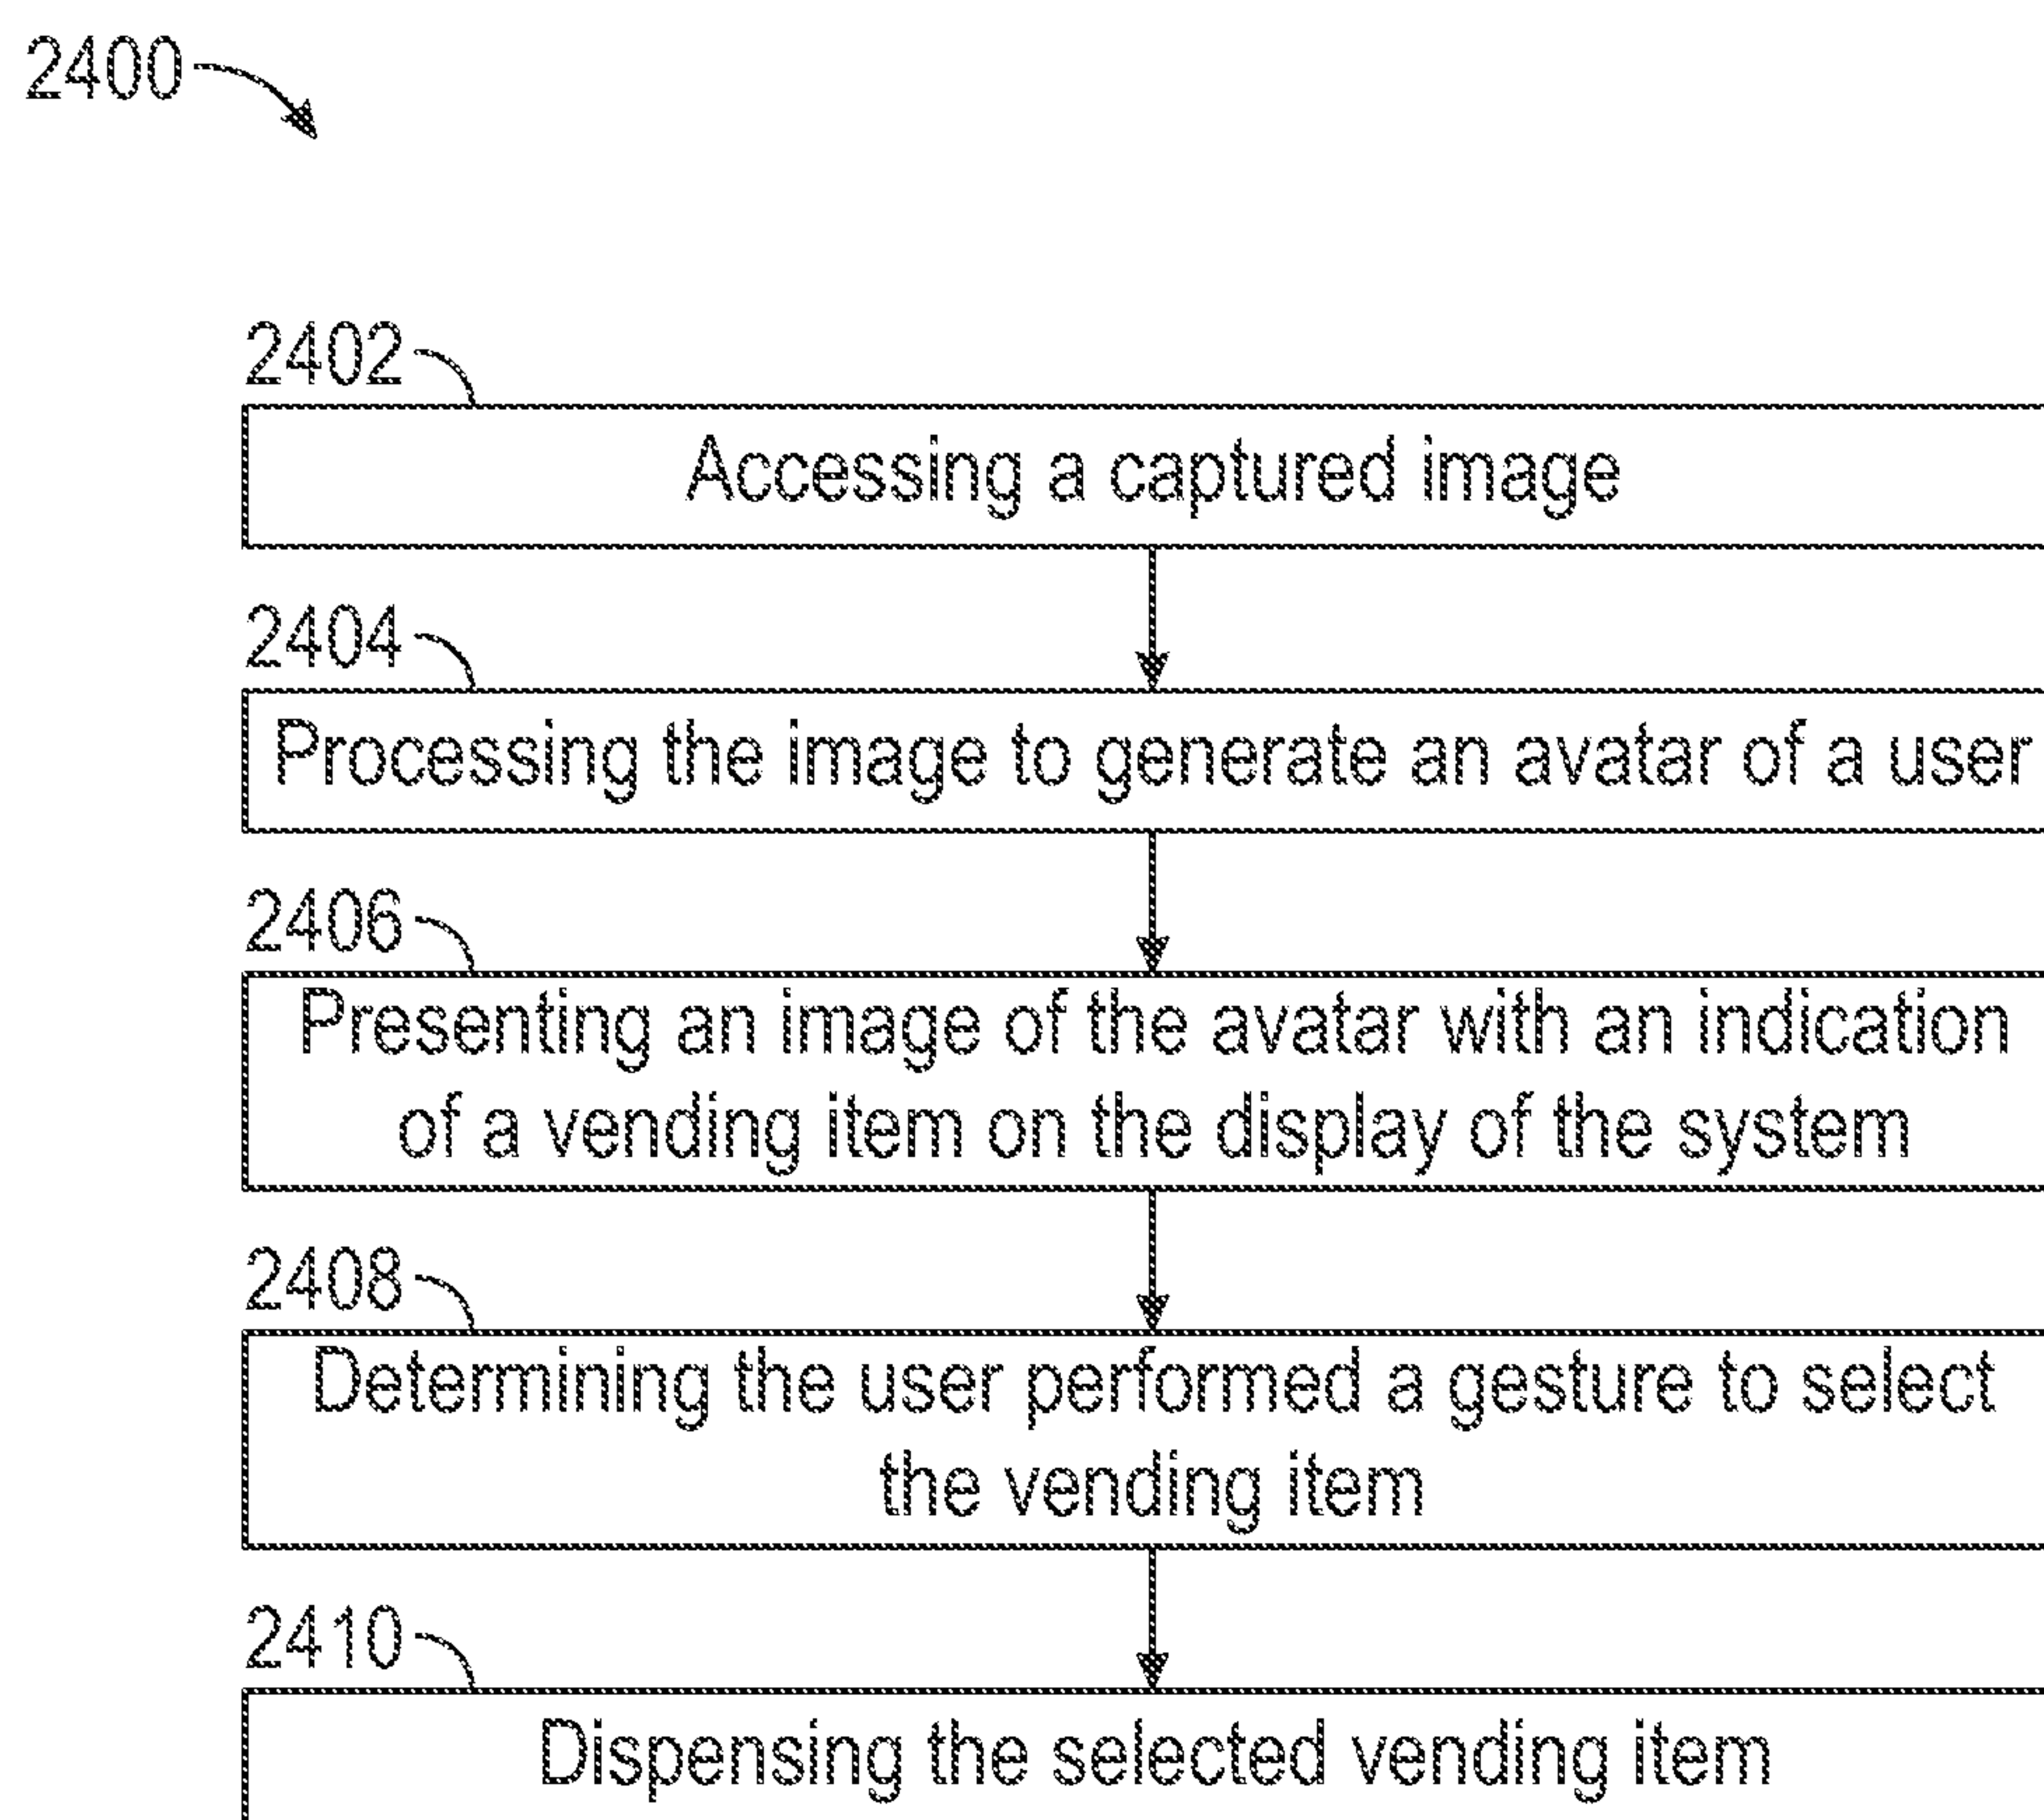 2400
2402
Accessing a captured image
2404
Processing the image to generate an avatar of a user
2406
Presenting an image of the avatar with an indication
of a vending item on the display of the system
2408
Determining the user performed a gesture to select
the vending item
2410
Dispensing the selected vending item